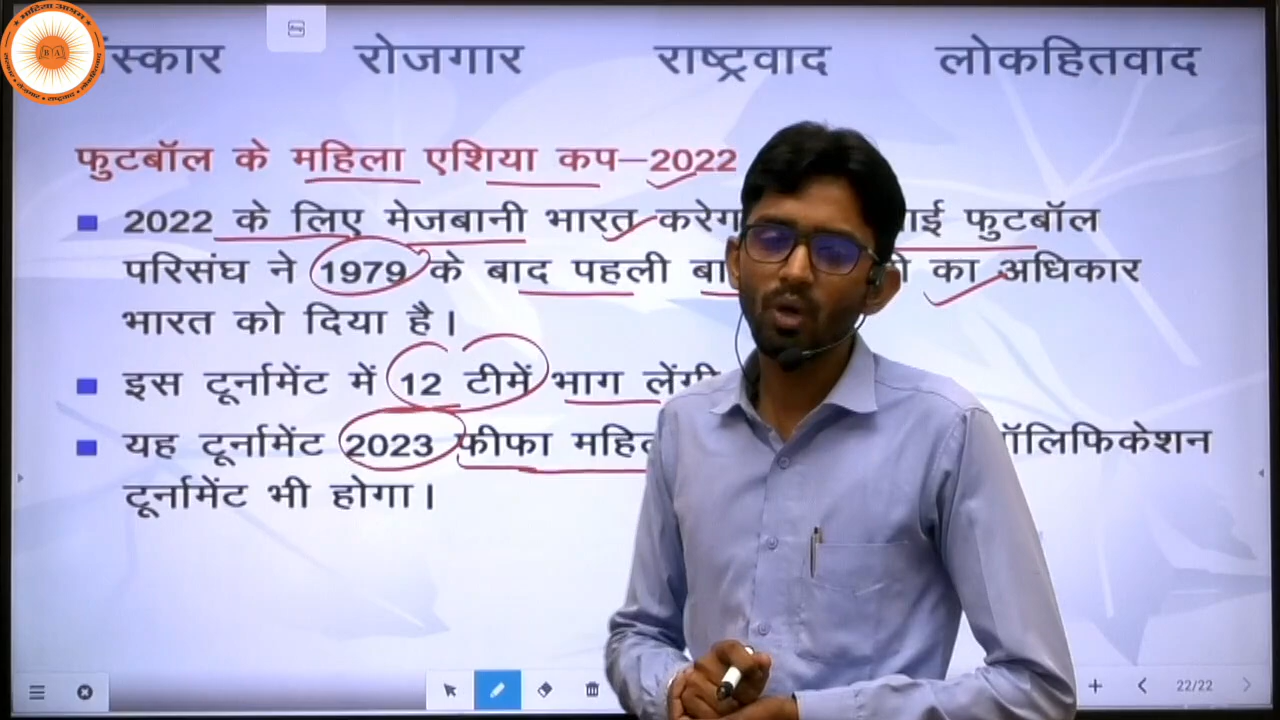 संस्कार रोजगार राष्ट्रवाद लोकहितवाद
फुटबॉल के महिला एशिया कप–2022
2022 के लिए मेजबानी भारत फुटबॉल
परिसंघ ने 1979 के बाद पहली का अधिकार
भारत को दिया है।
इस टूर्नामेंट में 12 टीमें भाग लेंगी
यह टूर्नामेंट 2023 फीफा
टूर्नामेंट भी होगा।
22/22